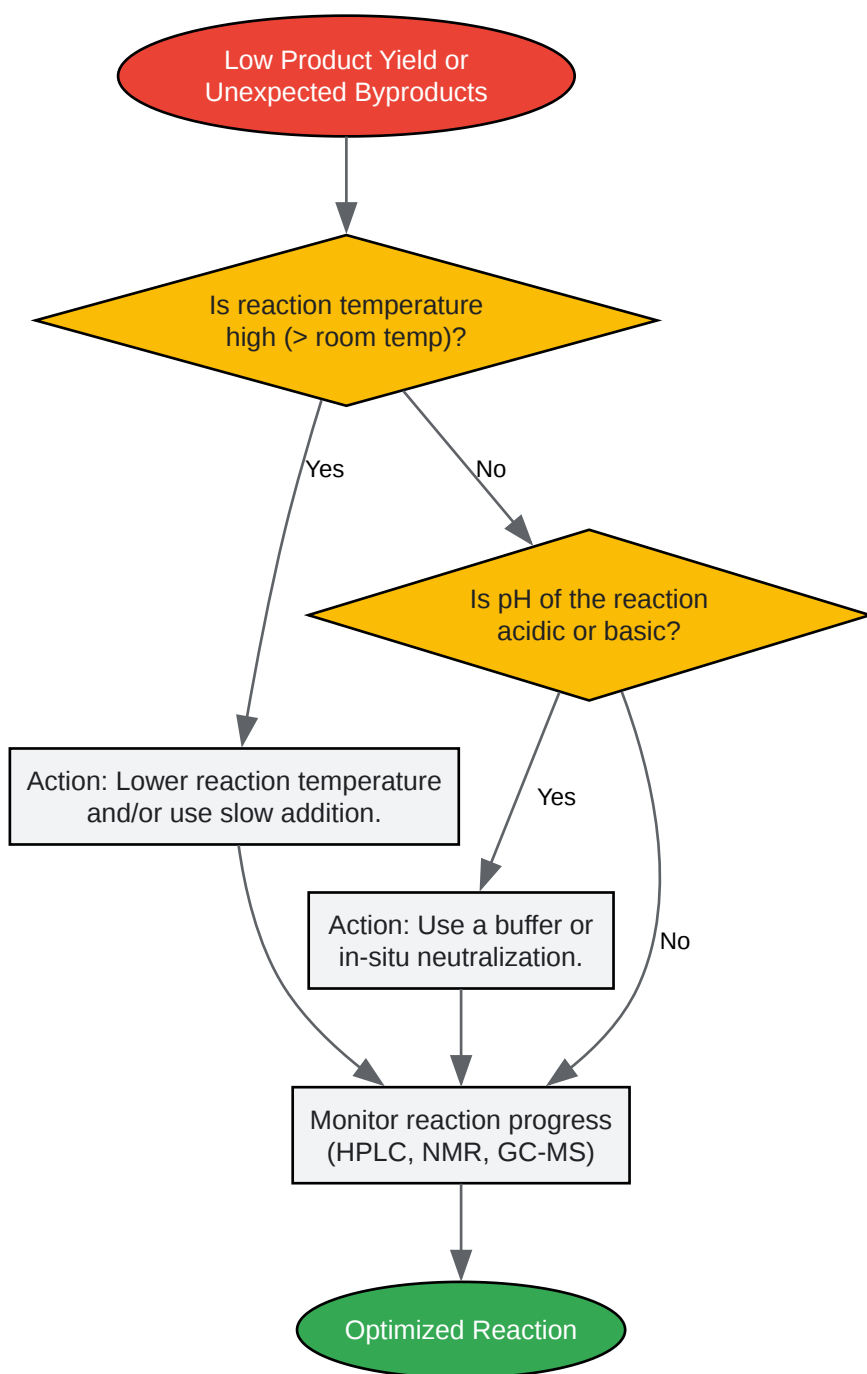 Low Product Yield or
Unexpected Byproducts
Is reaction temperature
high (> room temp)?
Yes
No
Is pH of the reaction
acidic or basic?
Action: Lower reaction temperature
and/or use slow addition.
Yes
Action: Use a buffer or
in-situ neutralization.
No
Monitor reaction progress
(HPLC, NMR, GC-MS)
Optimized Reaction